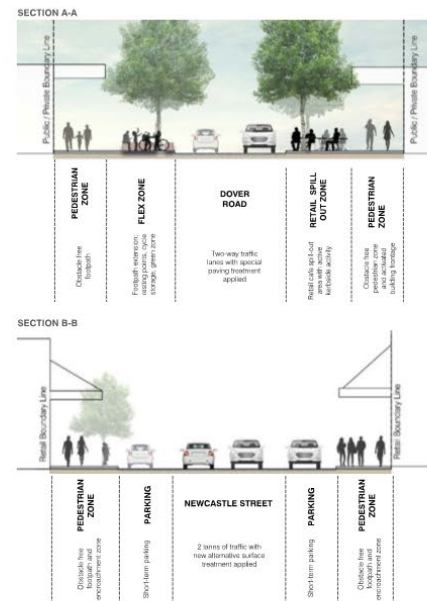 SECTION A-A
Public / Private Boundary Line
Public / Private Boundary Line
PEDESTRIAN
ZONE
Obstacle free
footpath
FLEX ZONE
Footpath extension:
resting points, cycle
storage, green zone
DOVER
ROAD
Two-way traffic
lanes with special
paving treatment
applied
RETAIL SPILL
OUT ZONE
Retail cafe spill-out
area with active
kerbside activity
PEDESTRIAN
ZONE
Obstacle free
pedestrian zone
and activated
building frontage
SECTION B-B
Retail Boundary Line
Retail Boundary Line
PEDESTRIAN
ZONE
Obstacle free
footpath and
encroachment zone
PARKING
Short-term parking
NEWCASTLE STREET
2 lanns of traffic with
new alternative surface
treatment applied
PARKING
Short-term parking
PEDESTRIAN
ZONE
Obstacle free
footpath and
encroachment zone